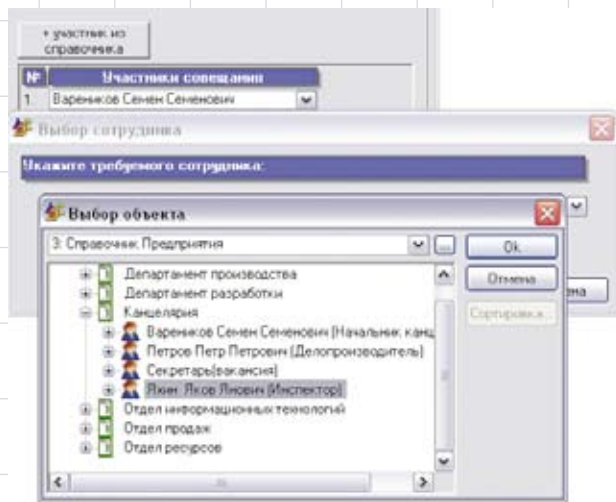 + участник из
справочника
№ Участники совещания
1 Вареников Семен Семенович
Выбор сотрудника
Укажите требуемого сотрудника:
Выбор объекта
3: Справочник Предприятия
...
Ok
Департамент производства
Отмена
на
Департамент разработки
Сортировка...
Канцелярия
Вареников Семен Семенович (Начальник канц
Петров Петр Петрович (Делопроизводитель)
Секретарь(вакансия)
Яков (Инспектор)
Отдел информационных технологий
Отдел продаж
Отдел ресурсов